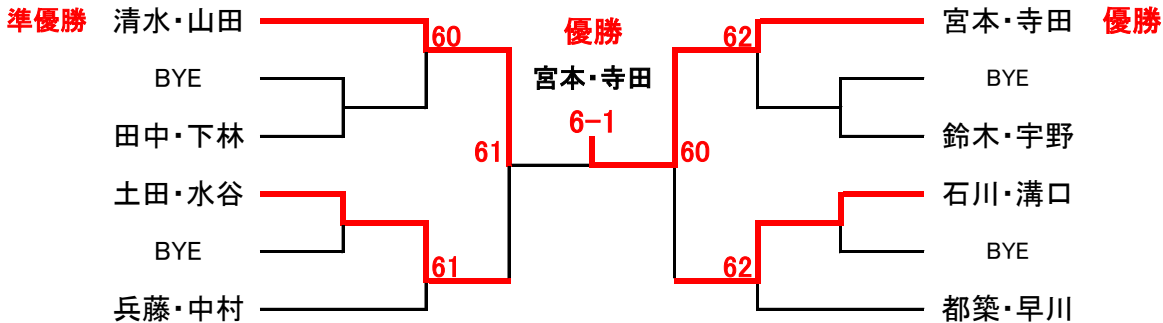 準優勝 清水・山田 60 優勝 62 宮本・寺田 優勝
BYE 宮本・寺田 BYE
田中・下林 6-1 鈴木・宇野
61 60
土田・水谷 石川・溝口
BYE BYE
61 62
兵藤・中村 都築・早川